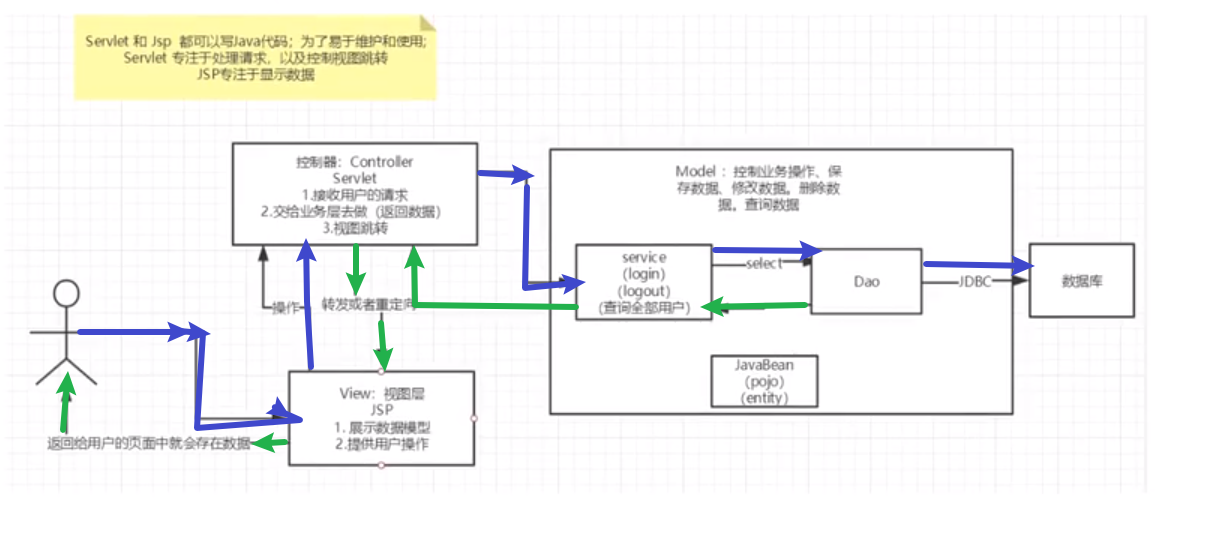 Servlet 和 Jsp 都可以写Java代码；为了易于维护和使用;
Servlet 专注于处理请求，以及控制视图跳转
JSP专注于显示数据
控制器：Controller
Servlet
1.接收用户的请求
2.交给业务层去做（返回数据）
3.视图跳转
Model ：控制业务操作、保
存数据、修改数据。删除数
据。查询数据
service
（login）
（logout）
（查询全部用户）
select
Dao
JDBC
数据库
操作
转发或者重定向
JavaBean
（pojo）
（entity）
View：视图层
JSP
1. 展示数据模型
2.提供用户操作
返回给用户的页面中就会存在数据